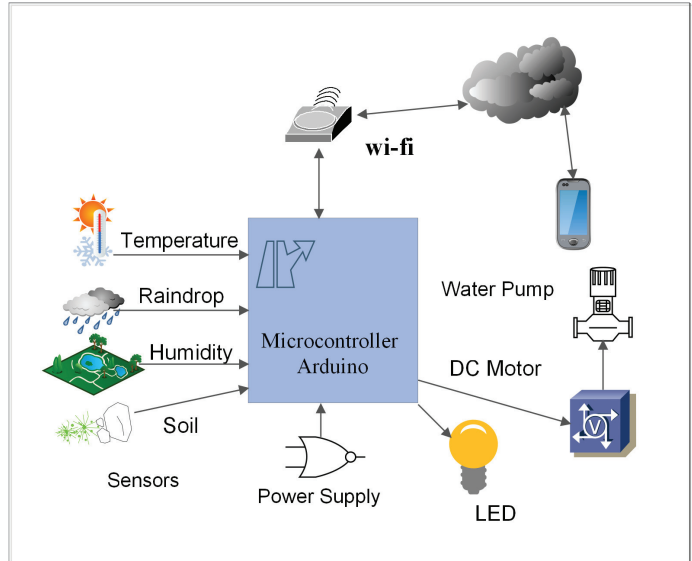 wi-fi
Temperature
Raindrop
Water Pump
Humidity
Microcontroller
Arduino
DC Motor
Soil
Sensors
Power Supply
V
LED